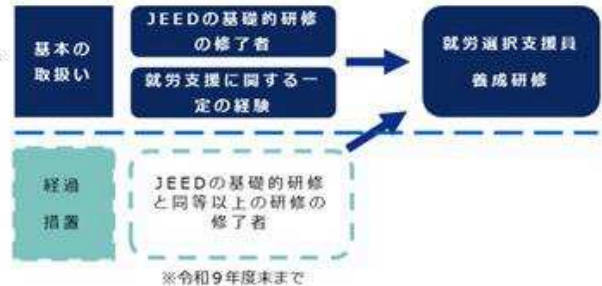 基本の
取扱い
JEEDの基礎的研修
の修了者
就労支援に関する一
定の経験
就労選択支援員
養成研修
経過
措置
JEEDの基礎的研修
と同等以上の研修の
修了者
※令和9年度末まで